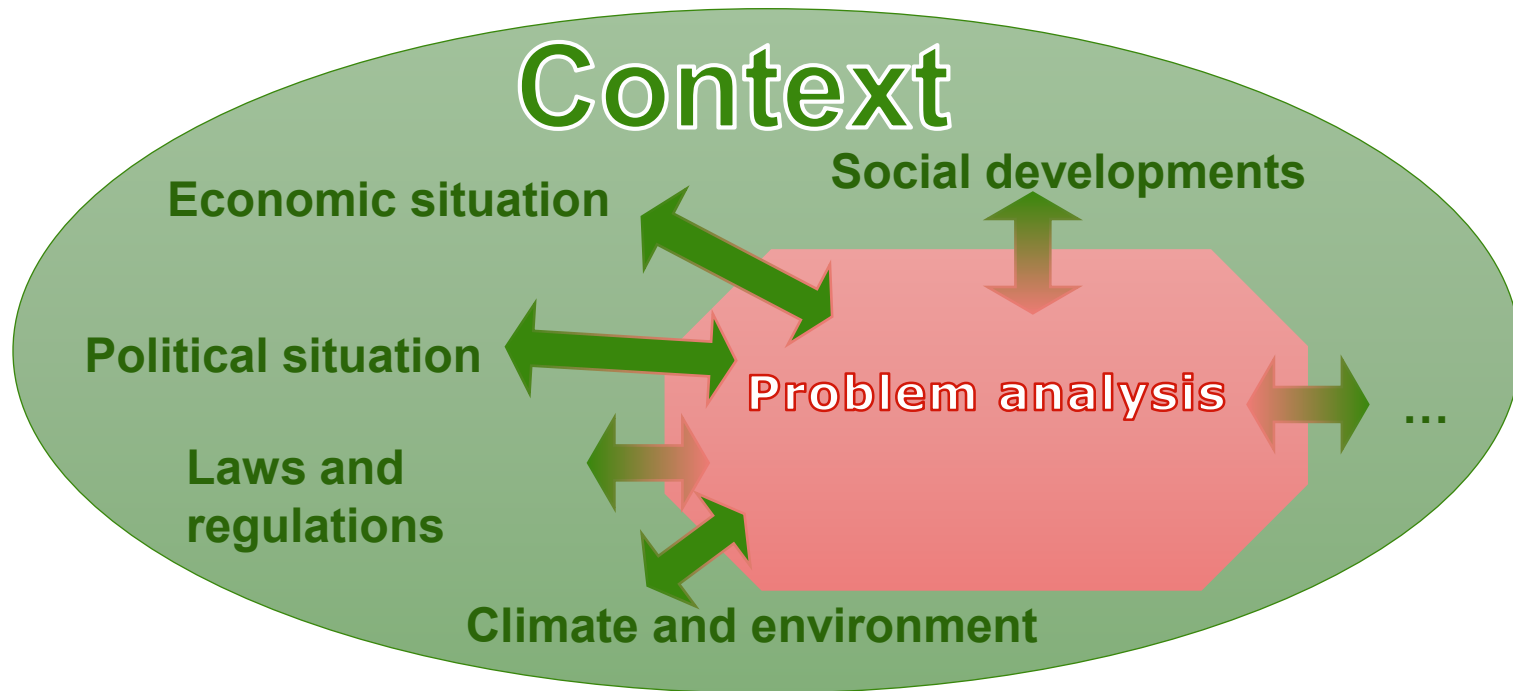 Context
Social developments
Economic situation
Political situation
Problem analysis
...
Laws and
regulations
Climate and environment